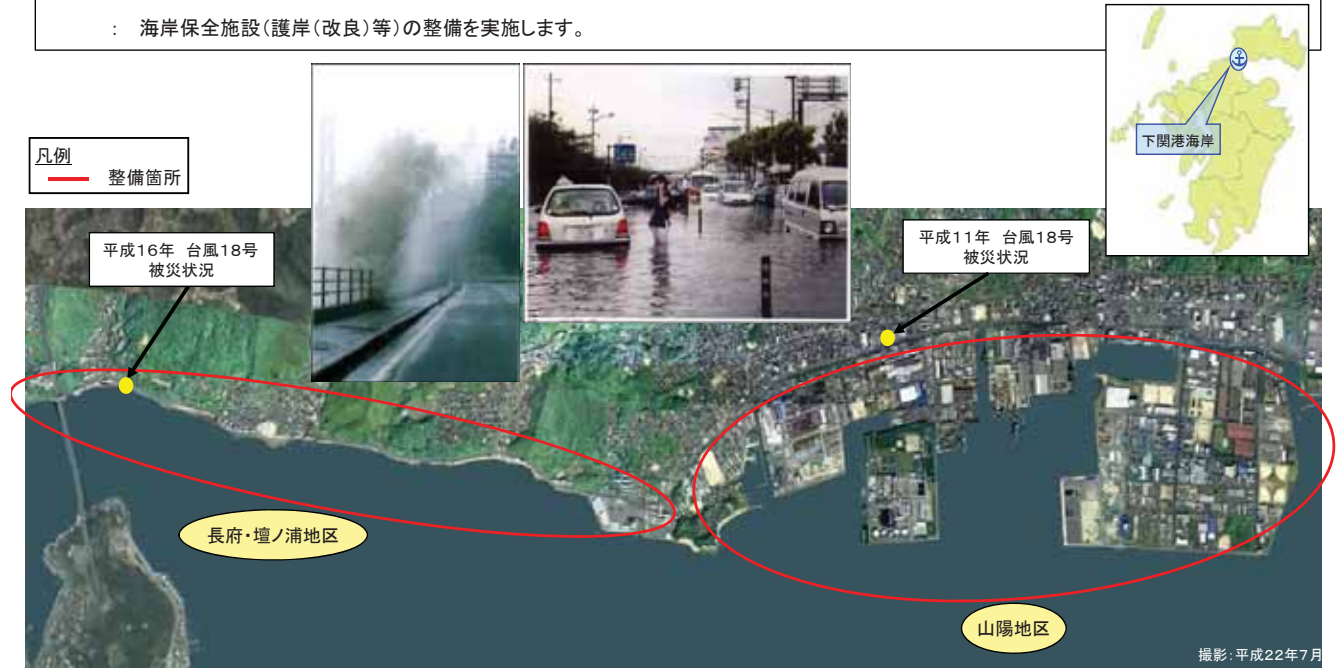 ： 海岸保全施設（護岸（改良）等）の整備を実施します。
下関港海岸
凡例
整備箇所
平成16年 台風18号
被災状況
平成11年 台風18号
被災状況
長府・壇ノ浦地区
山陽地区
撮影：平成22年7月